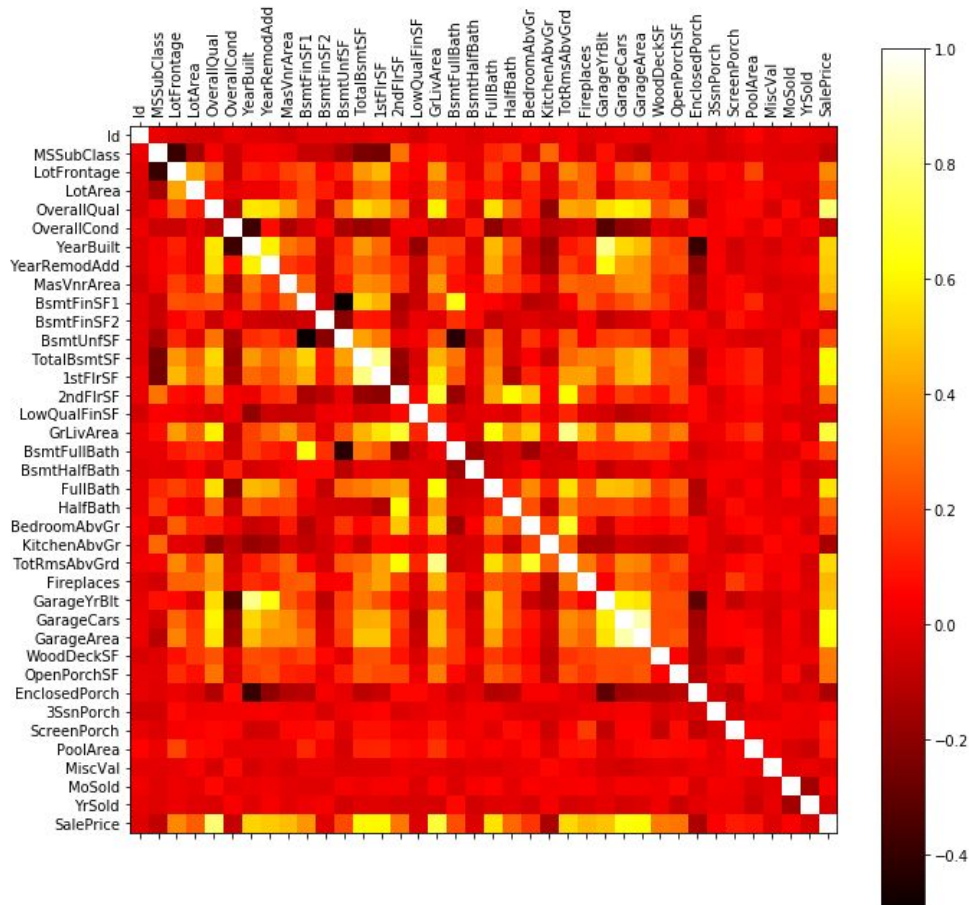 Id
MSSubClass
LotFrontage
LotArea
OverallQual
OverallCond
YearBuilt
YearRemodAdd
MasVnrArea
BsmtFinSF1
BsmtFinSF2
BsmtUnfSF
TotalBsmtSF
1stFlrSF
2ndFlrSF
LowQualFinSF
GrLivArea
BsmtFullBath
BsmtHalfBath
FullBath
HalfBath
BedroomAbvGr
KitchenAbvGr
TotRmsAbvGrd
Fireplaces
GarageYrBlt
GarageCars
GarageArea
WoodDeckSF
OpenPorchSF
EnclosedPorch
3SsnPorch
ScreenPorch
PoolArea
MiscVal
MoSold
YrSold
SalePrice
Id
MSSubClass
LotFrontage
LotArea
OverallQual
OverallCond
YearBuilt
YearRemodAdd
MasVnrArea
BsmtFinSF1
BsmtFinSF2
BsmtUnfSF
TotalBsmtSF
1stFlrSF
2ndFlrSF
LowQualFinSF
GrLivArea
BsmtFullBath
BsmtHalfBath
FullBath
HalfBath
BedroomAbvGr
KitchenAbvGr
TotRmsAbvGrd
Fireplaces
GarageYrBlt
GarageCars
GarageArea
WoodDeckSF
OpenPorchSF
EnclosedPorch
3SsnPorch
ScreenPorch
PoolArea
MiscVal
MoSold
YrSold
SalePrice
1.0
0.8
0.6
0.4
0.2
0.0
−0.2
−0.4